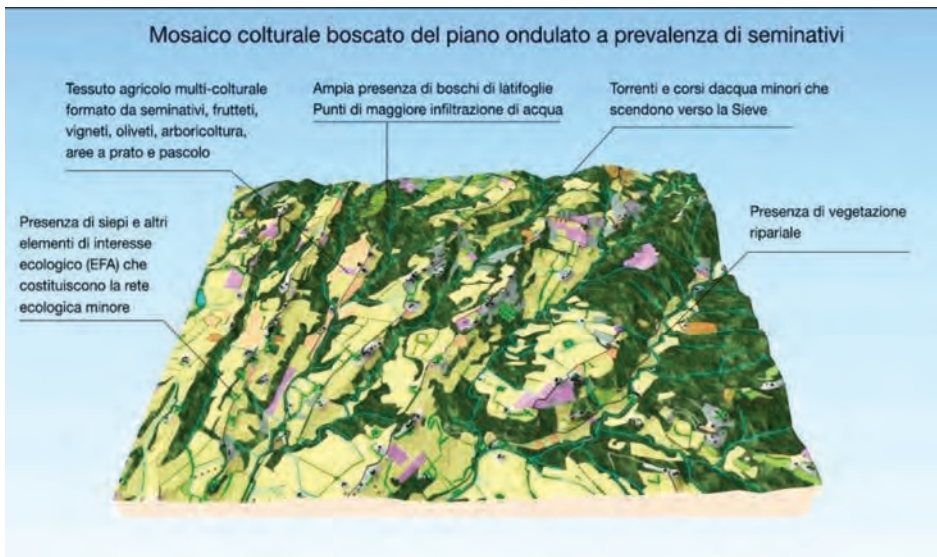 Mosaico colturale boscato del piano ondulato a prevalenza di seminativi
Tessuto agricolo multi-colturale
formato da seminativi, frutteti,
vigneti, oliveti, arboricoltura,
aree a prato e pascolo
Ampia presenza di boschi di latifoglie
Punti di maggiore infiltrazione di acqua
Torrenti e corsi dacqua minori che
scendono verso la Sieve
Presenza di siepi e altri
elementi di interesse
ecologico (EFA) che
costituiscono la rete
ecologica minore
Presenza di vegetazione
ripariale